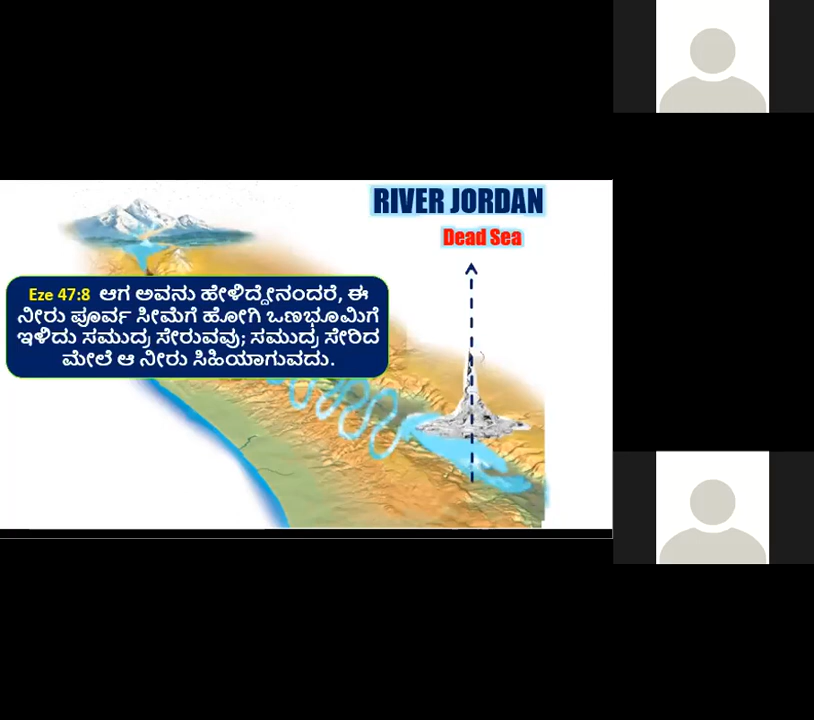 RIVER JORDAN
Dead Sea
Eze 47:8 ಆಗ ಅವನು ಹೇಳಿದ್ದೇನಂದರೆ, ಈ
ನೀರು ಪೂರ್ವ ಸೀಮೆಗೆ ಹೋಗಿ ಒಣಭೂಮಿಗೆ
ಇಳಿದು ಸಮುದ್ರ ಸೇರುವವು; ಸಮುದ್ರ ಸೇರಿದ
ಮೇಲೆ ಆ ನೀರು ಸಿಹಿಯಾಗುವದು.